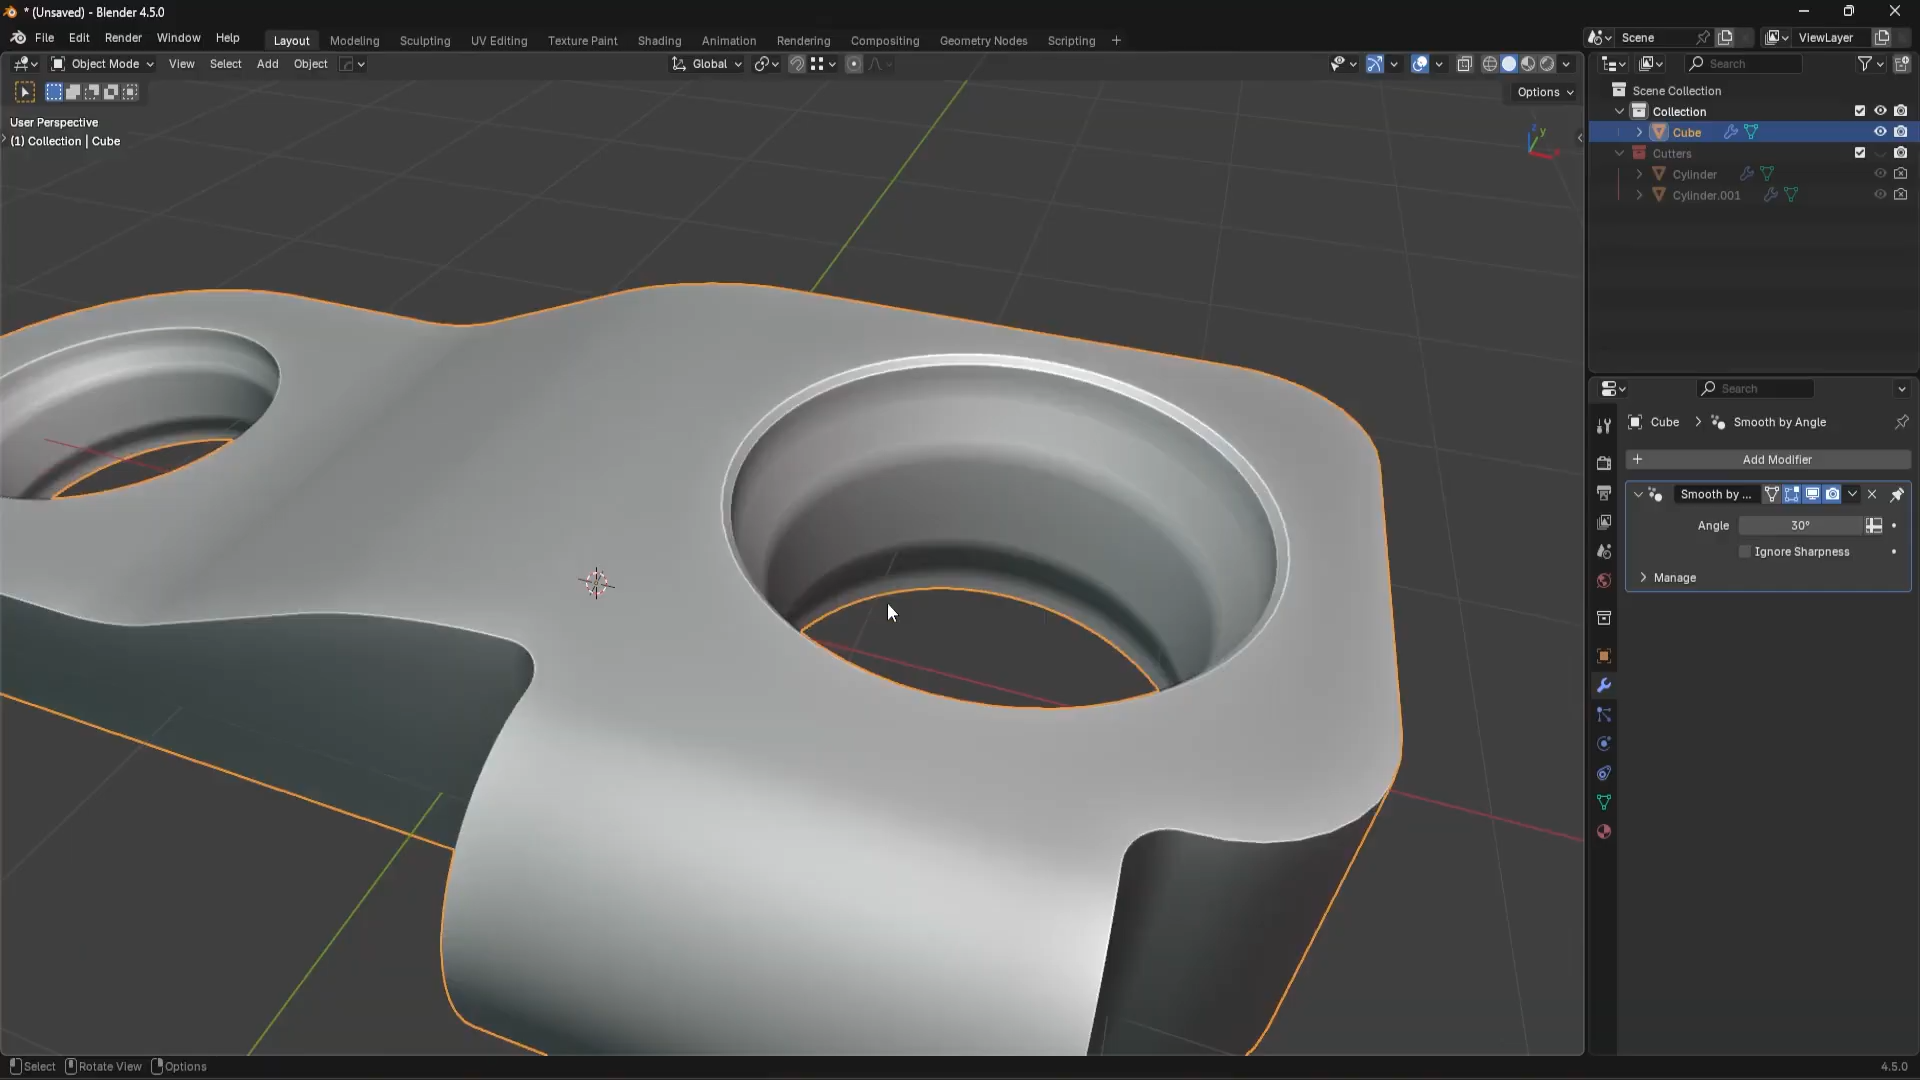 * (Unsaved) - Blender 4.5.0
File Edit Render Window Help
Layout Modeling Sculpting UV Editing Texture Paint Shading Animation Rendering Compositing Geometry Nodes Scripting +
Scene
ViewLayer
Object Mode View Select Add Object
Global
Search
Options
User Perspective
(1) Collection | Cube
Y
Scene Collection
Collection
Cube
Cutters
Cylinder
Cylinder.001
Search
Cube > Smooth by Angle
+ Add Modifier
Smooth by ...
Angle 30°
Ignore Sharpness
Manage
Select Rotate View Options
4.5.0